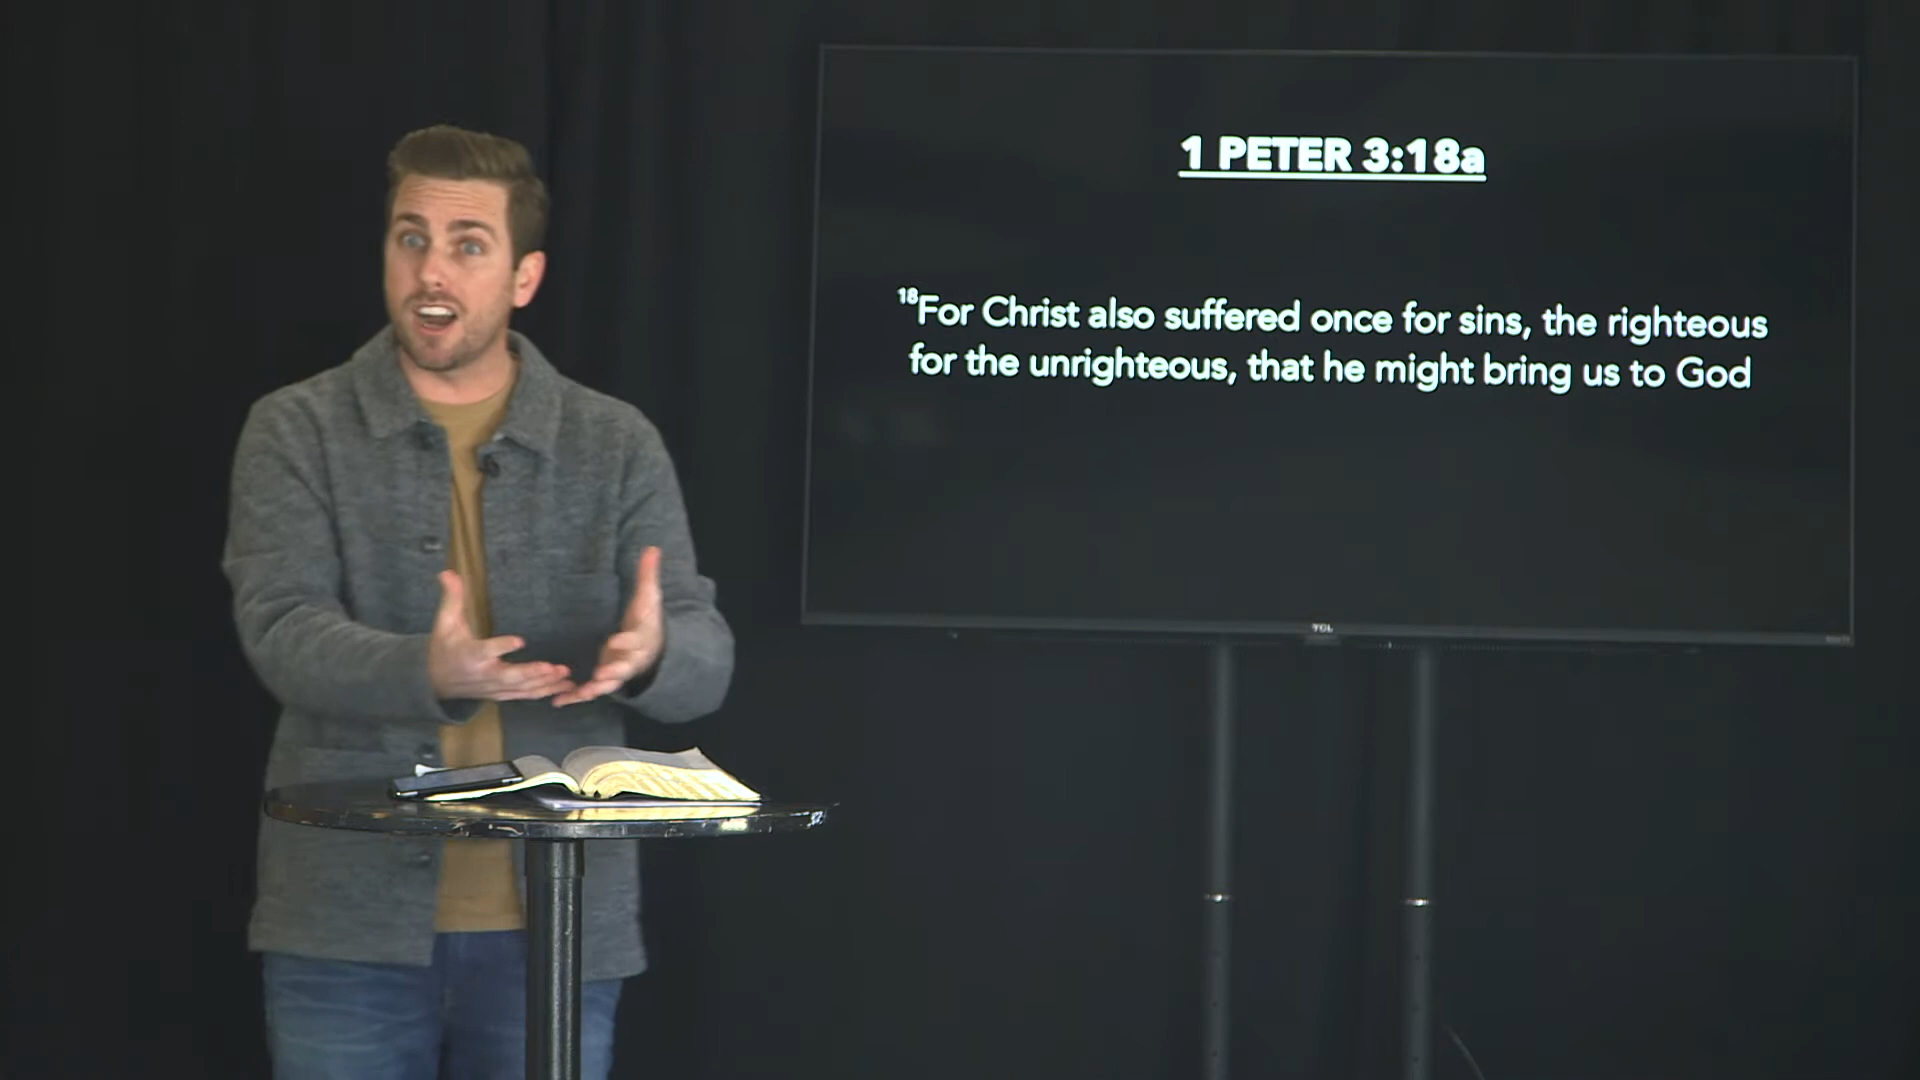 1 PETER 3:18a
18For Christ also suffered once for sins, the righteous
for the unrighteous, that he might bring us to God
TCL